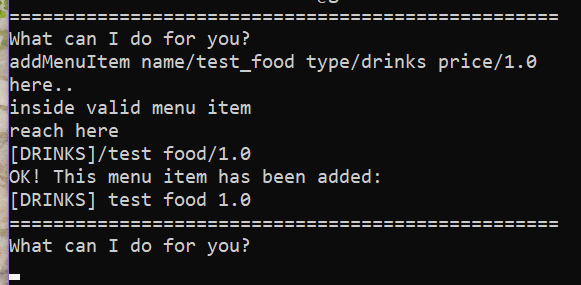 ==================================================
What can I do for you?
addMenuItem name/test_food type/drinks price/1.0
here..
inside valid menu item
reach here
[DRINKS]/test food/1.0
OK! This menu item has been added:
[DRINKS] test food 1.0
==================================================
What can I do for you?